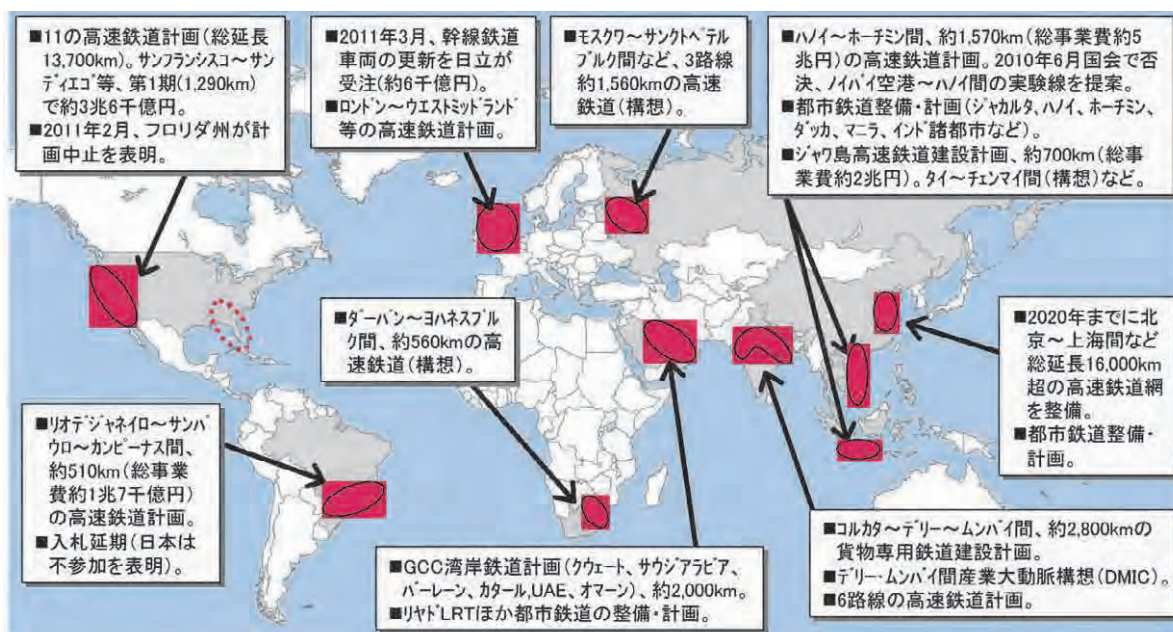 ■11の高速鉄道計画(総延長
13,700km)。サンフランシスコ~サン
ディエゴ等、第1期(1,290km)
で約3兆6千億円。
■2011年2月、フロリダ州が計
画中止を表明。
■2011年3月、幹線鉄道
車両の更新を日立が
受注(約6千億円)。
■ロンドン~ウエストミッドランド
等の高速鉄道計画。
■モスクワ~サンクトペテル
ブルク間など、3路線
約1,560kmの高速
鉄道(構想)。
■ハノイ~ホーチミン間、約1,570km(総事業費約5
兆円)の高速鉄道計画。2010年6月国会で否
決、ノイバイ空港~ハノイ間の実験線を提案。
■都市鉄道整備・計画(ジャカルタ、ハノイ、ホーチミン、
ダッカ、マニラ、インド諸都市など)。
■ジャワ島高速鉄道建設計画、約700km(総事
業費約2兆円)。タイ~チェンマイ間(構想)など。
■ダーバン~ヨハネスブル
ク間、約560kmの高
速鉄道(構想)。
■2020年までに北
京~上海間など
総延長16,000km
超の高速鉄道網
を整備。
■都市鉄道整備・
計画。
■リオデジャネイロ~サンパ
ウロ~カンピーナス間、
約510km(総事業
費約1兆7千億円)
の高速鉄道計画。
■入札延期(日本は
不参加を表明)。
■GCC湾岸鉄道計画(クウェート、サウジアラビア、
バーレーン、カタール,UAE、オマーン)、約2,000km。
■リヤドLRTほか都市鉄道の整備・計画。
■コルカタ~デリー~ムンバイ間、約2,800kmの
貨物専用鉄道建設計画。
■デリー・ムンバイ間産業大動脈構想(DMIC)。
■6路線の高速鉄道計画。